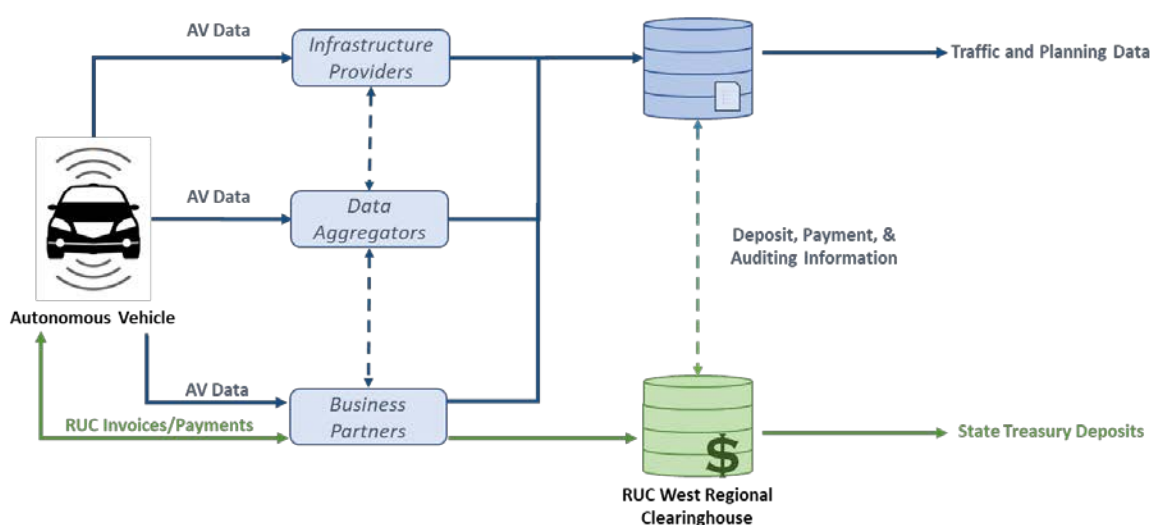 AV Data
Infrastructure
Providers
Traffic and Planning Data
AV Data
Data
Aggregators
Deposit, Payment, &
Auditing Information
Autonomous Vehicle
AV Data
RUC Invoices/Payments
Business
Partners
$
State Treasury Deposits
RUC West Regional
Clearinghouse